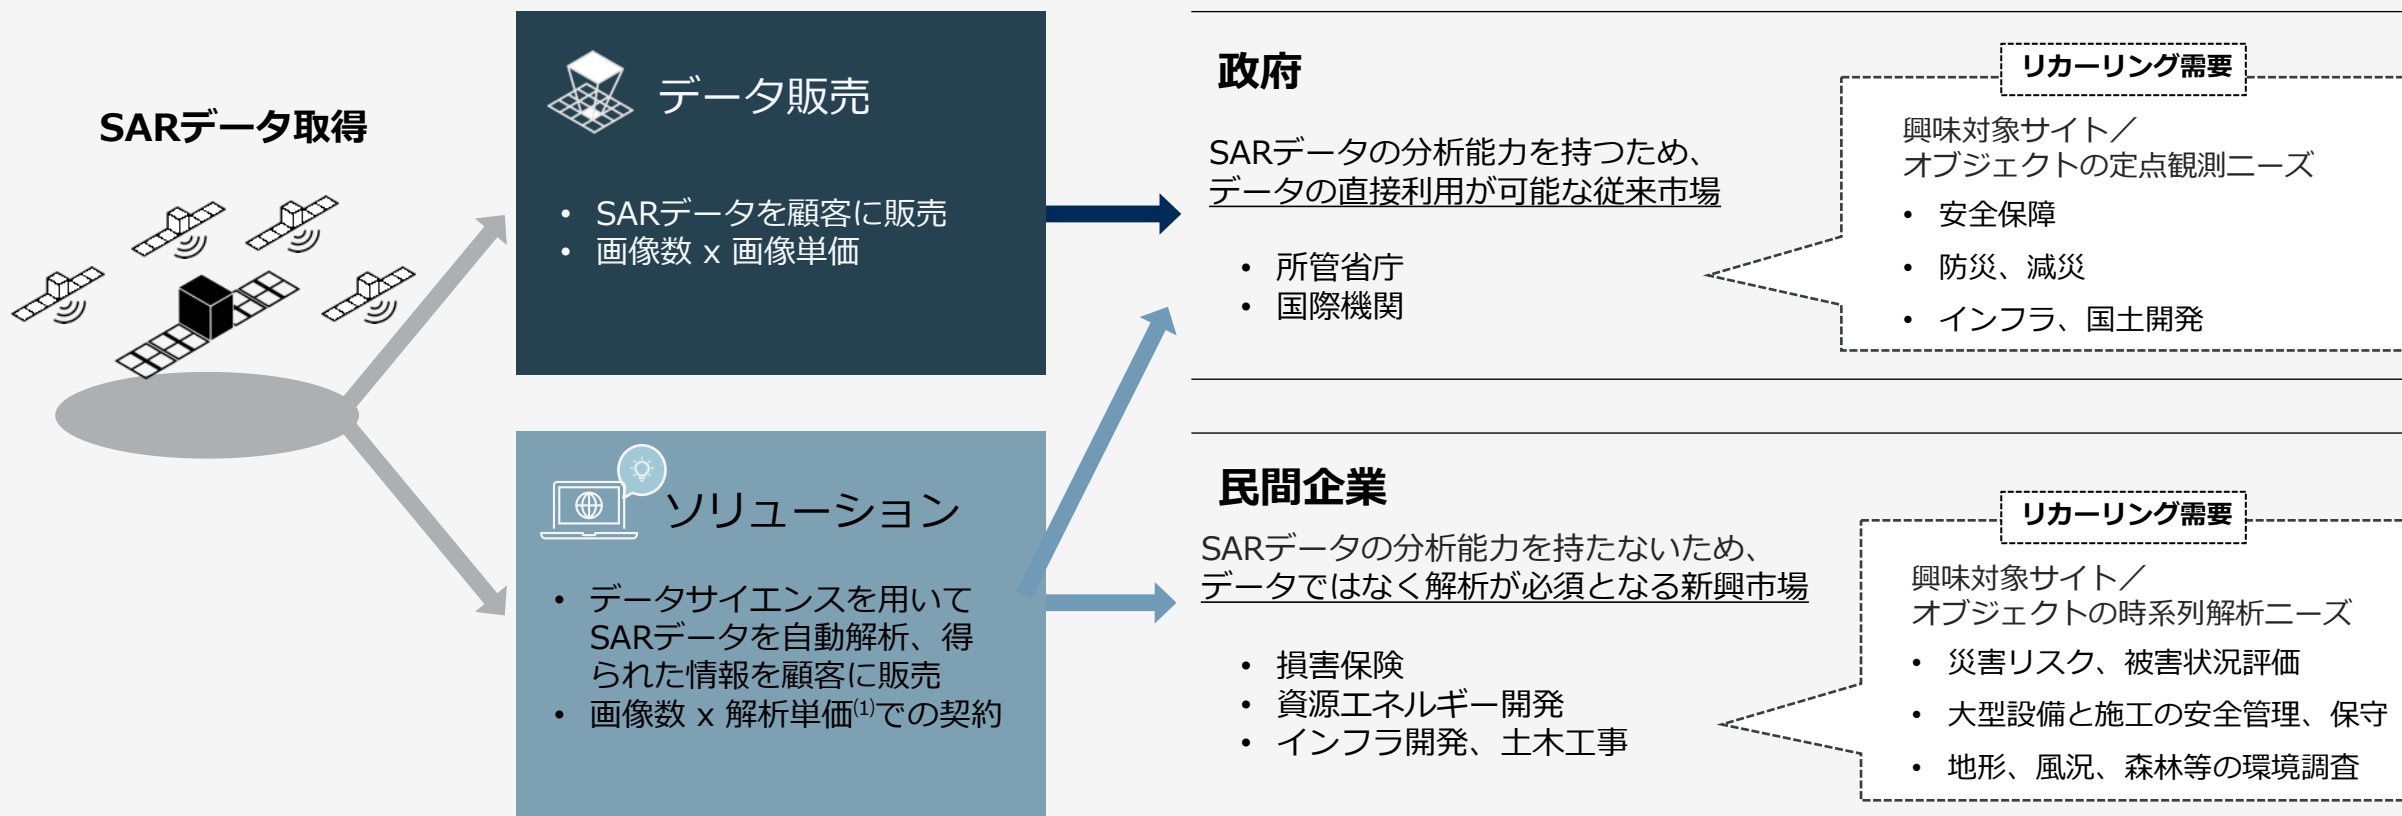 SARデータ取得
データ販売
• SARデータを顧客に販売
• 画像数 x 画像単価
ソリューション
• データサイエンスを用いて
SARデータを自動解析、得
られた情報を顧客に販売
• 画像数 x 解析単価(1)での契約
政府
SARデータの分析能力を持つため、
データの直接利用が可能な従来市場
• 所管省庁
• 国際機関
リカーリング需要
興味対象サイト／
オブジェクトの定点観測ニーズ
• 安全保障
• 防災、減災
• インフラ、国土開発
民間企業
SARデータの分析能力を持たないため、
データではなく解析が必須となる新興市場
• 損害保険
• 資源エネルギー開発
• インフラ開発、土木工事
リカーリング需要
興味対象サイト／
オブジェクトの時系列解析ニーズ
• 災害リスク、被害状況評価
• 大型設備と施工の安全管理、保守
• 地形、風況、森林等の環境調査